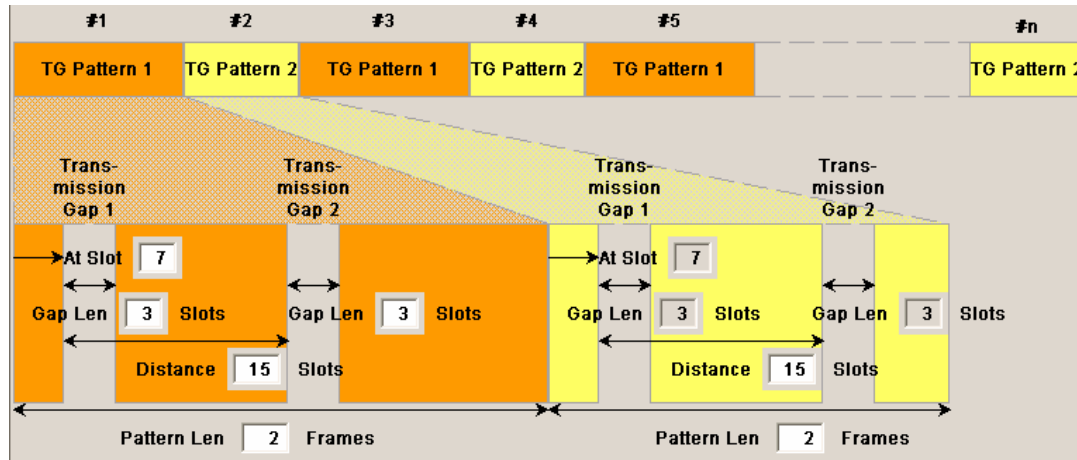 #1 #2 #3 #4 #5 #n
TG Pattern 1 TG Pattern 2 TG Pattern 1 TG Pattern 2 TG Pattern 1 TG Pattern 2
Trans- Trans- Trans- Trans-
mission mission mission mission
Gap 1 Gap 2 Gap 1 Gap 2
At Slot 7 At Slot 7
Gap Len 3 Slots Gap Len 3 Slots Gap Len 3 Slots Gap Len 3 Slots
Distance 15 Slots Distance 15 Slots
Pattern Len 2 Frames Pattern Len 2 Frames